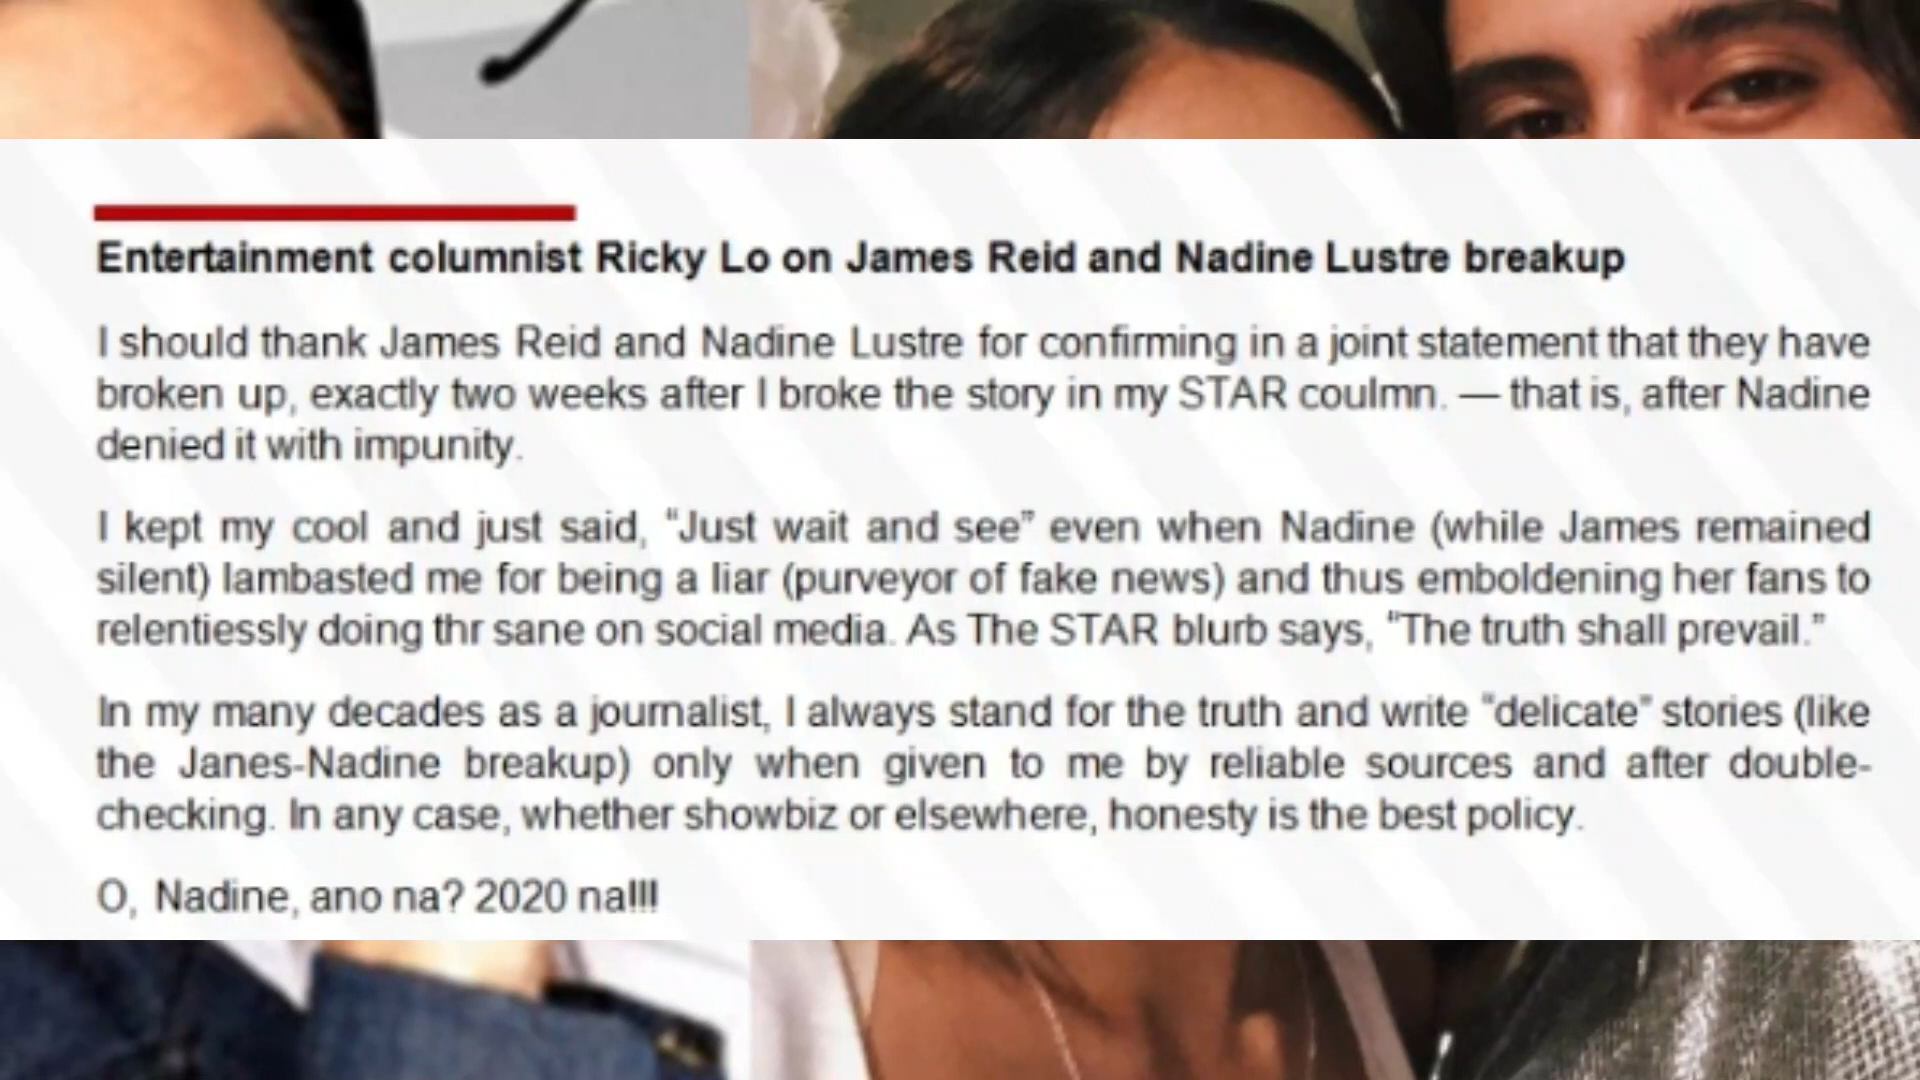 Entertainment columnist Ricky Lo on James Reid and Nadine Lustre breakup
I should thank James Reid and Nadine Lustre for confirming in a joint statement that they have
broken up, exactly two weeks after I broke the story in my STAR coulmn. — that is, after Nadine
denied it with impunity.
I kept my cool and just said, “Just wait and see” even when Nadine (while James remained
silent) lambasted me for being a liar (purveyor of fake news) and thus emboldening her fans to
relentiessly doing thr sane on social media. As The STAR blurb says, “The truth shall prevail.”
In my many decades as a journalist, I always stand for the truth and write “delicate” stories (like
the Janes-Nadine breakup) only when given to me by reliable sources and after double-
checking. In any case, whether showbiz or elsewhere, honesty is the best policy.
O, Nadine, ano na? 2020 na!!!